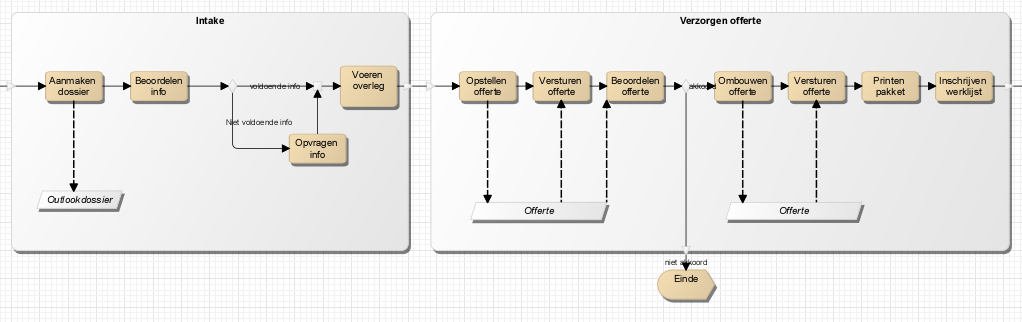 Intake
Aanmaken
dossier
Beoordelen
info
voldoende info
Voeren
overleg
Niet voldoende info
Opvragen
info
Outlookdossier
Verzorgen offerte
Opstellen
offerte
Versturen
offerte
Beoordelen
offerte
akkoord
Ombouwen
offerte
Versturen
offerte
Printen
pakket
Inschrijven
werklijst
Offerte
Offerte
niet akkoord
Einde